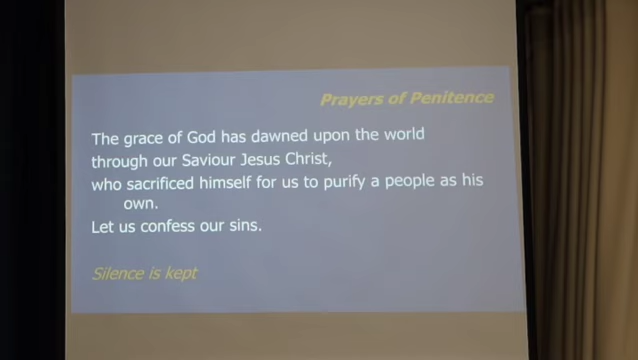 Prayers of Penitence
The grace of God has dawned upon the world
through our Saviour Jesus Christ,
who sacrificed himself for us to purify a people as his
own.
Let us confess our sins.
Silence is kept